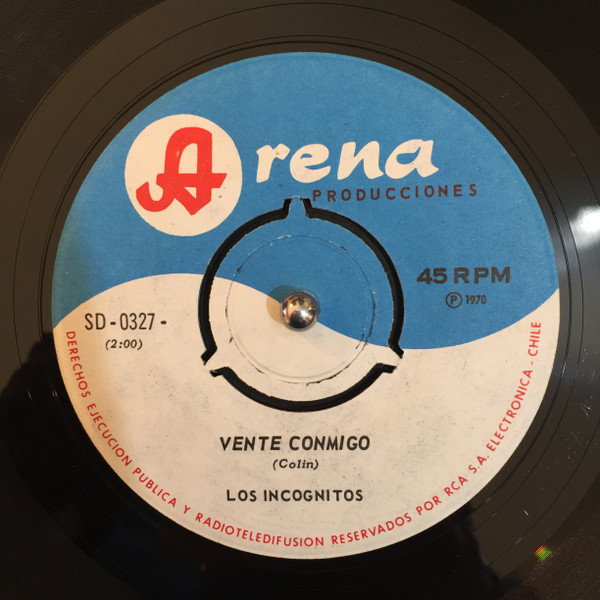 Arena
PRODUCCIONES
45 RPM
Ⓟ 1970
SD - 0327 -
(2:00)
VENTE CONMIGO
(Colin)
LOS INCOGNITOS
DERECHOS EJECUCION PUBLICA Y RADIOTELEDIFUSION RESERVADOS POR RCA S.A. ELECTRONICA - CHILE